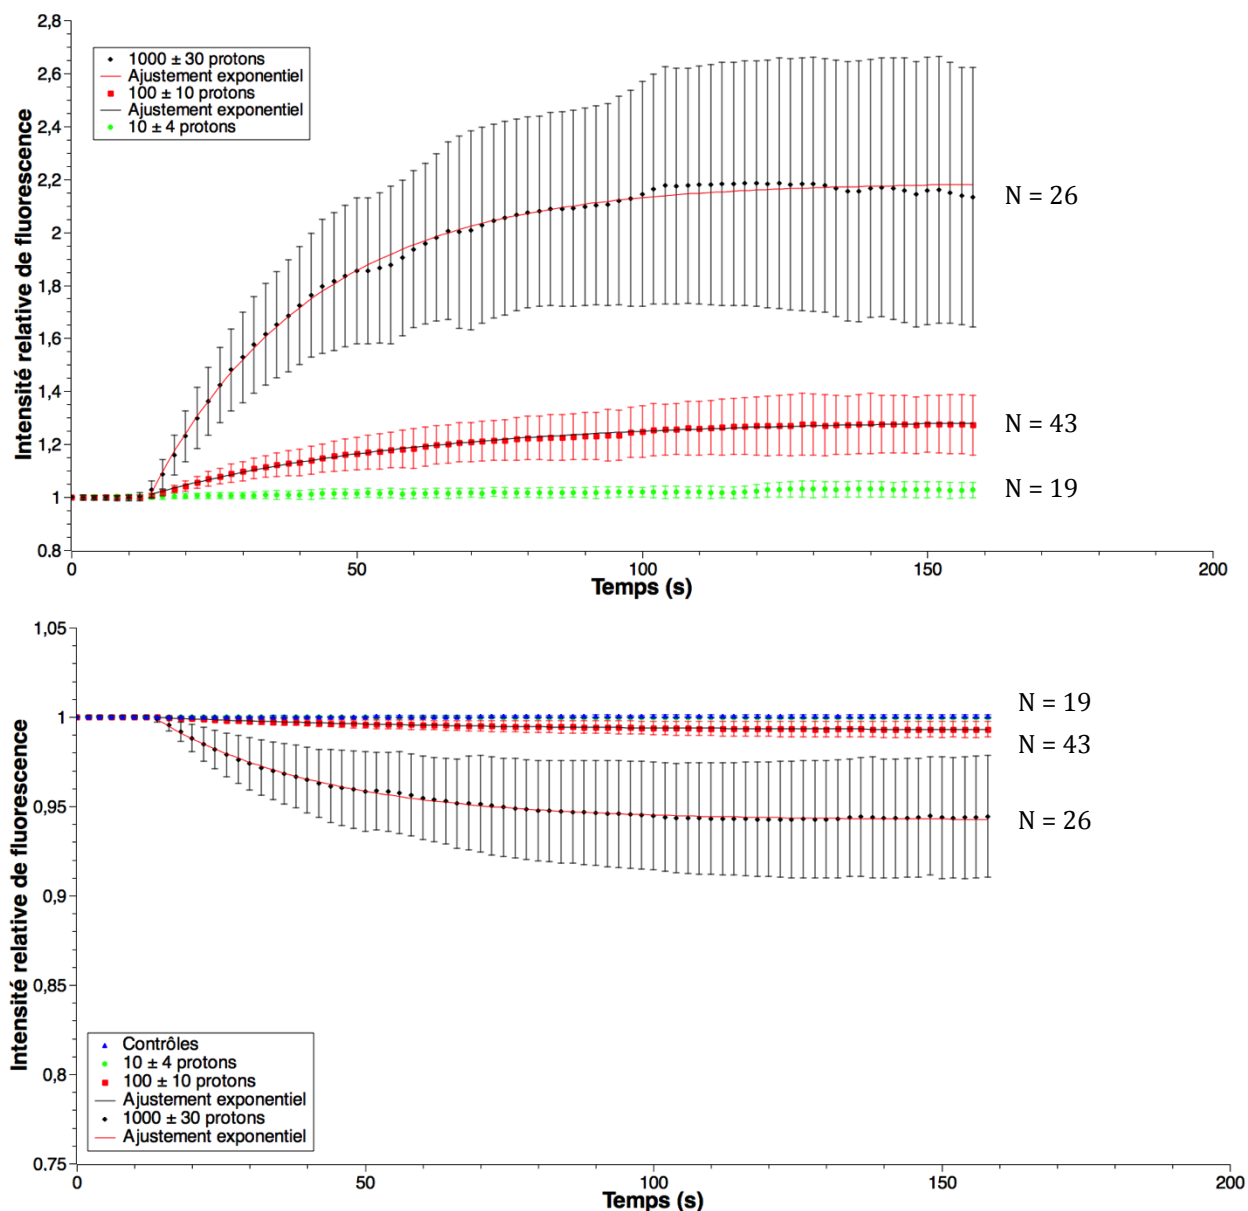 2,8
2,6
2,4
2,2
2
1,8
1,6
1,4
1,2
1
0.8
Intensité relative de fluorescence
1000 ± 30 protons
Ajustement exponentiel
100 ± 10 protons
Ajustement exponentiel
10 ± 4 protons
N = 26
N = 43
N = 19
0 50 100 150 200
Temps (s)
1,05
1
0,95
0,9
0,85
0,8
0.75
Intensité relative de fluorescence
N = 19
N = 43
N = 26
Contrôles
10 ± 4 protons
100 ± 10 protons
Ajustement exponentiel
1000 ± 30 protons
Ajustement exponentiel
0 50 100 150 200
Temps (s)